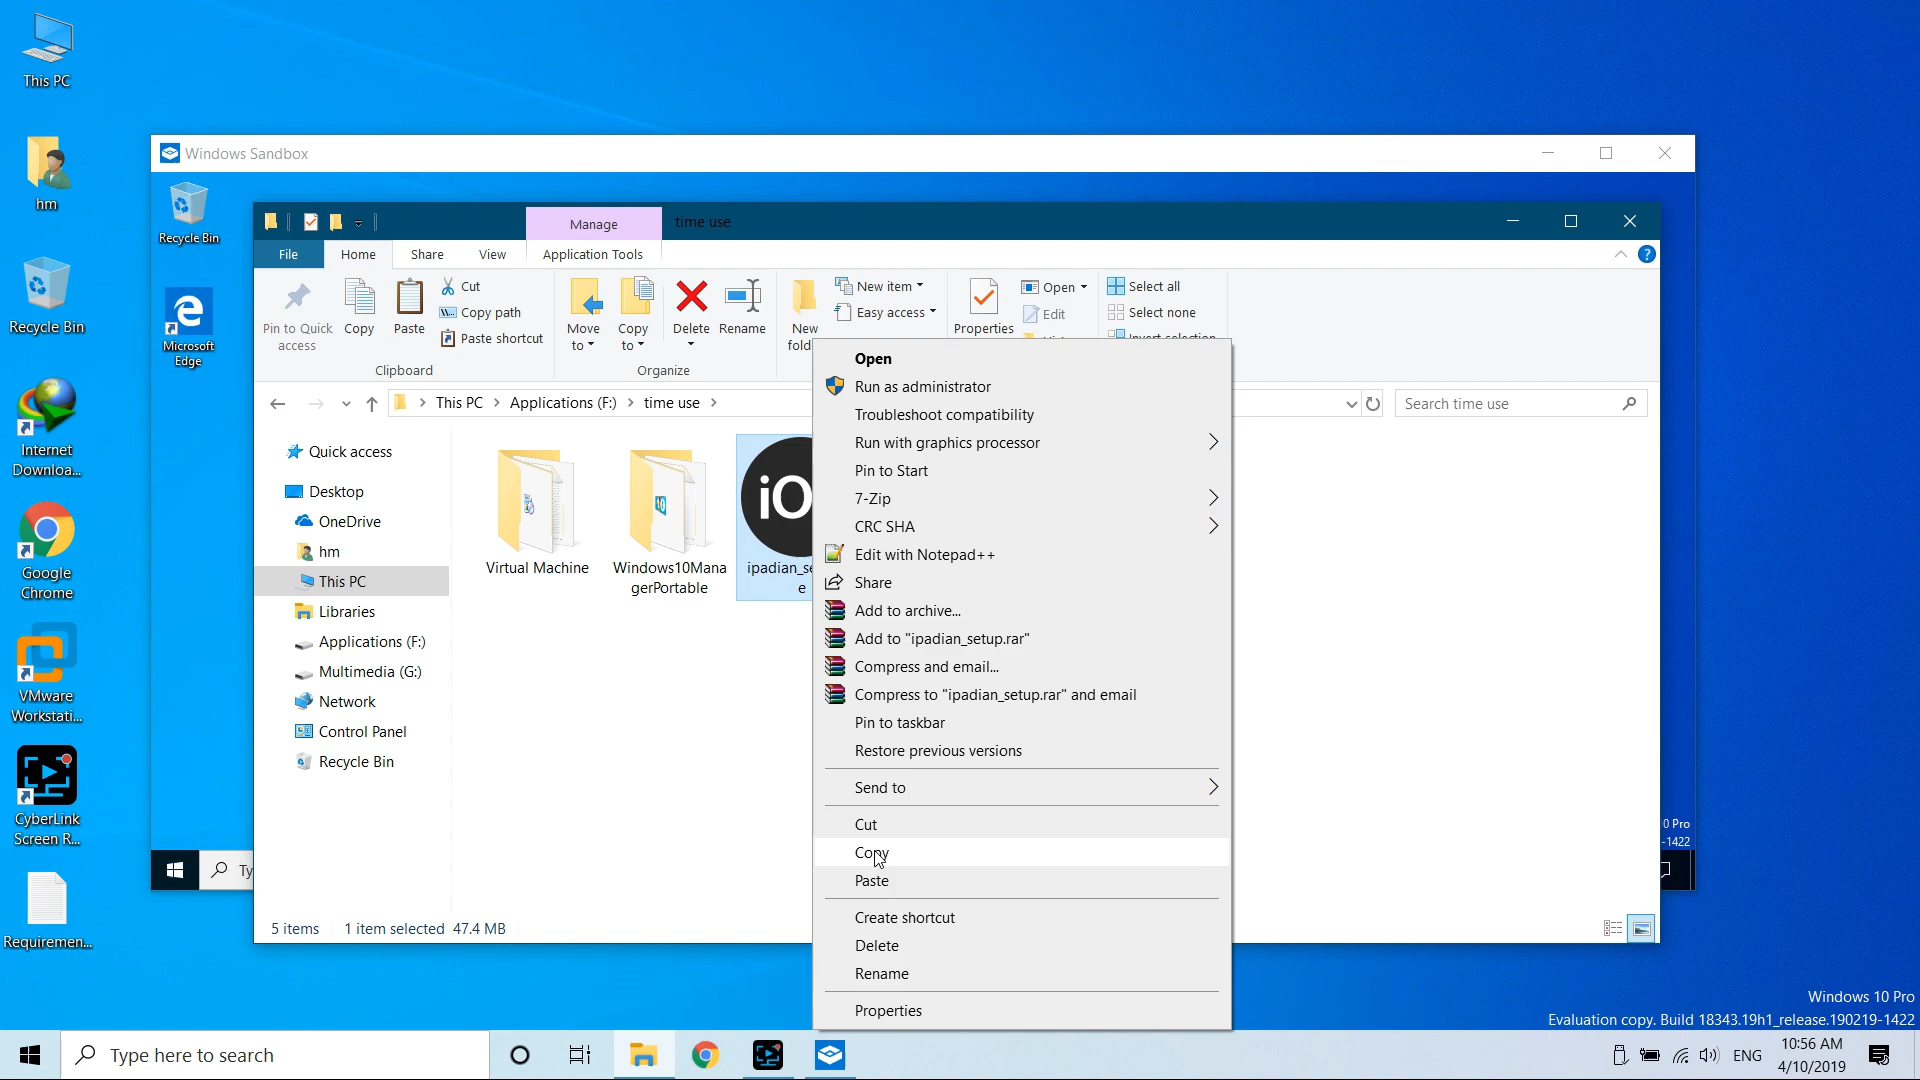 This PC
hm
Recycle Bin
Internet
Downloa...
Google
Chrome
VMware
Workstati...
CyberLink
Screen R...
Requiremen...
Windows Sandbox
Recycle Bin
Microsoft
Edge
Manage
time use
File
Home
Share
View
Application Tools
Pin to Quick
access
Copy
Paste
Cut
Copy path
Paste shortcut
Clipboard
Move
to
Copy
to
Delete
Rename
Organize
New
fold
New item
Easy access
Properties
Open
Edit
Select all
Select none
Invert selection
This PC
Applications (F:)
time use
Search time use
Quick access
Desktop
OneDrive
hm
This PC
Libraries
Applications (F:)
Multimedia (G:)
Network
Control Panel
Recycle Bin
Virtual Machine
Windows10Mana
gerPortable
iO
ipadian_se
e
Open
Run as administrator
Troubleshoot compatibility
Run with graphics processor
Pin to Start
7-Zip
CRC SHA
Edit with Notepad++
Share
Add to archive...
Add to "ipadian_setup.rar"
Compress and email...
Compress to "ipadian_setup.rar" and email
Pin to taskbar
Restore previous versions
Send to
Cut
Copy
Paste
Create shortcut
Delete
Rename
Properties
5 items
1 item selected 47.4 MB
Ty
0 Pro
-1422
Windows 10 Pro
Evaluation copy. Build 18343.19h1_release.190219-1422
Type here to search
ENG
10:56 AM
4/10/2019